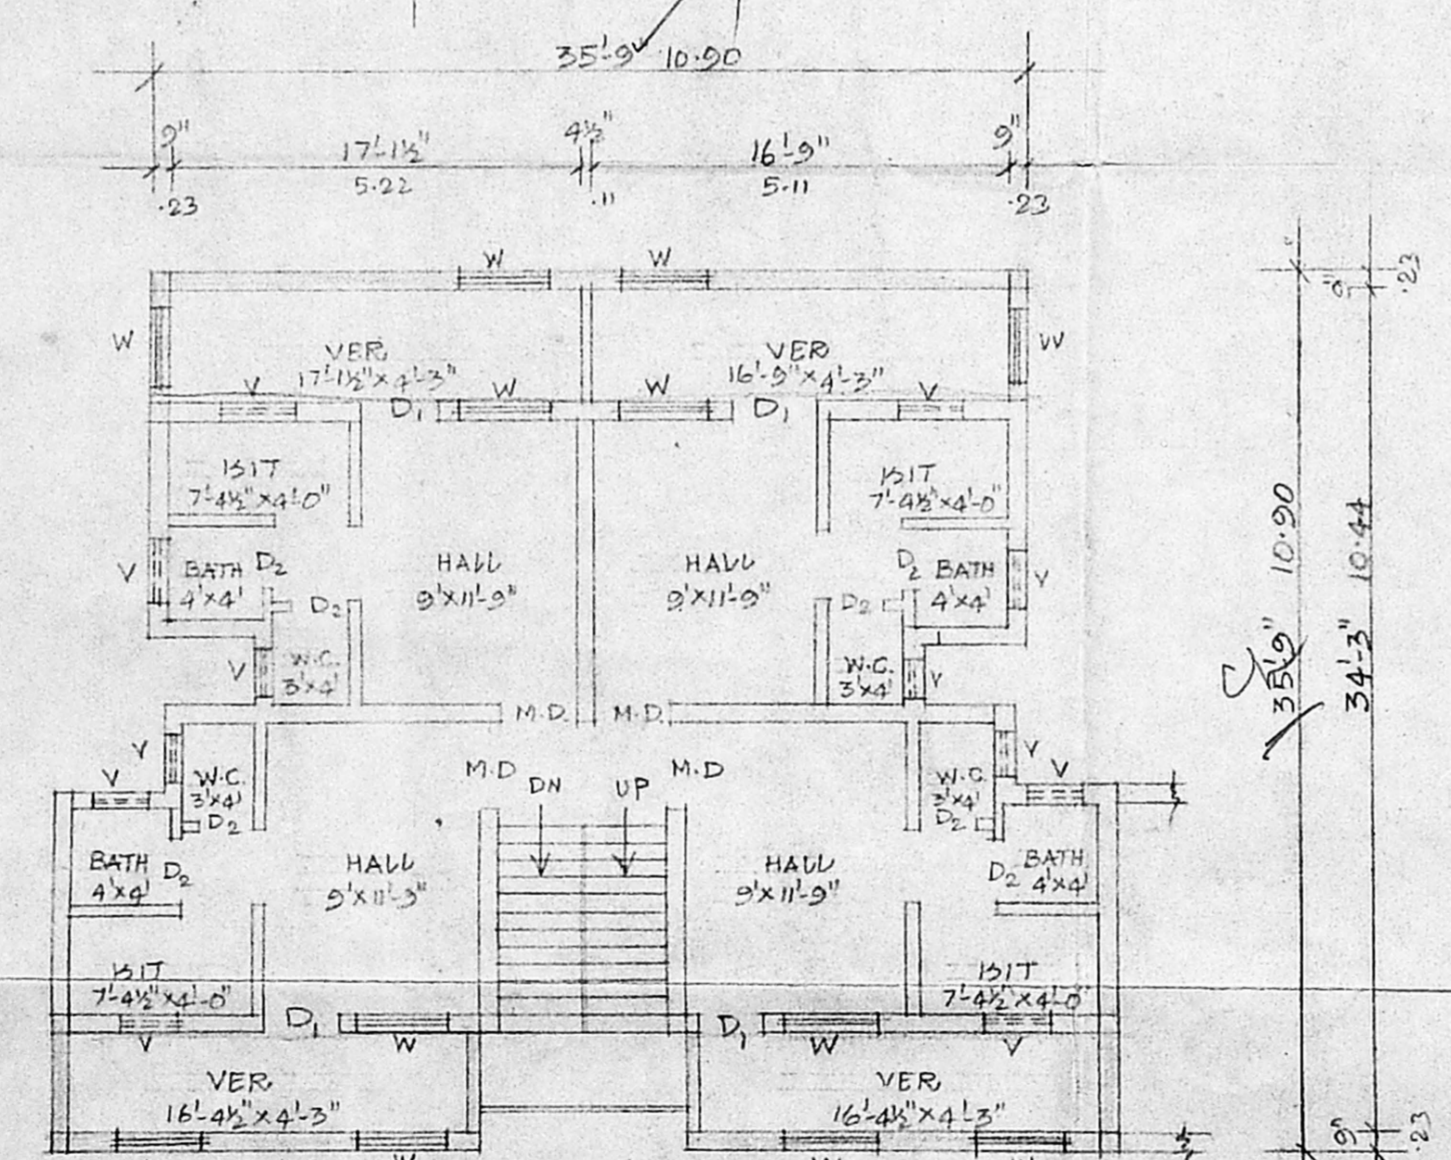 35'-9" 10.90
9" 17'-1½" 4½" 16'-9" 9"
.23 5.22 .11 5.11 .23
W W
9" .23
W VER VER W
17'-1½"x4'-3" 16'-9"x4'-3"
V W W V
D1 D1
KIT KIT
7'-4½"x4'-0" 7'-4½"x4'-0"
35'-9" 10.90
34'-3" 10.44
V BATH D2 HALL HALL D2 BATH V
4'x4' 9'x11'-9" 9'x11'-9" 4'x4'
D2 D2
V W.C. W.C. V
3'x4' 3'x4'
M.D. M.D.
V V
M.D DN UP M.D
V W.C. W.C. V
3'x4' 3'x4'
D2 D2
BATH D2 HALL HALL D2 BATH
4'x4' 9'x11'-9" 9'x11'-9" 4'x4'
KIT KIT
7'-4½"x4'-0" 7'-4½"x4'-0"
D1 D1
V W W V
VER VER
16'-4½"x4'-3" 16'-4½"x4'-3"
9" .23